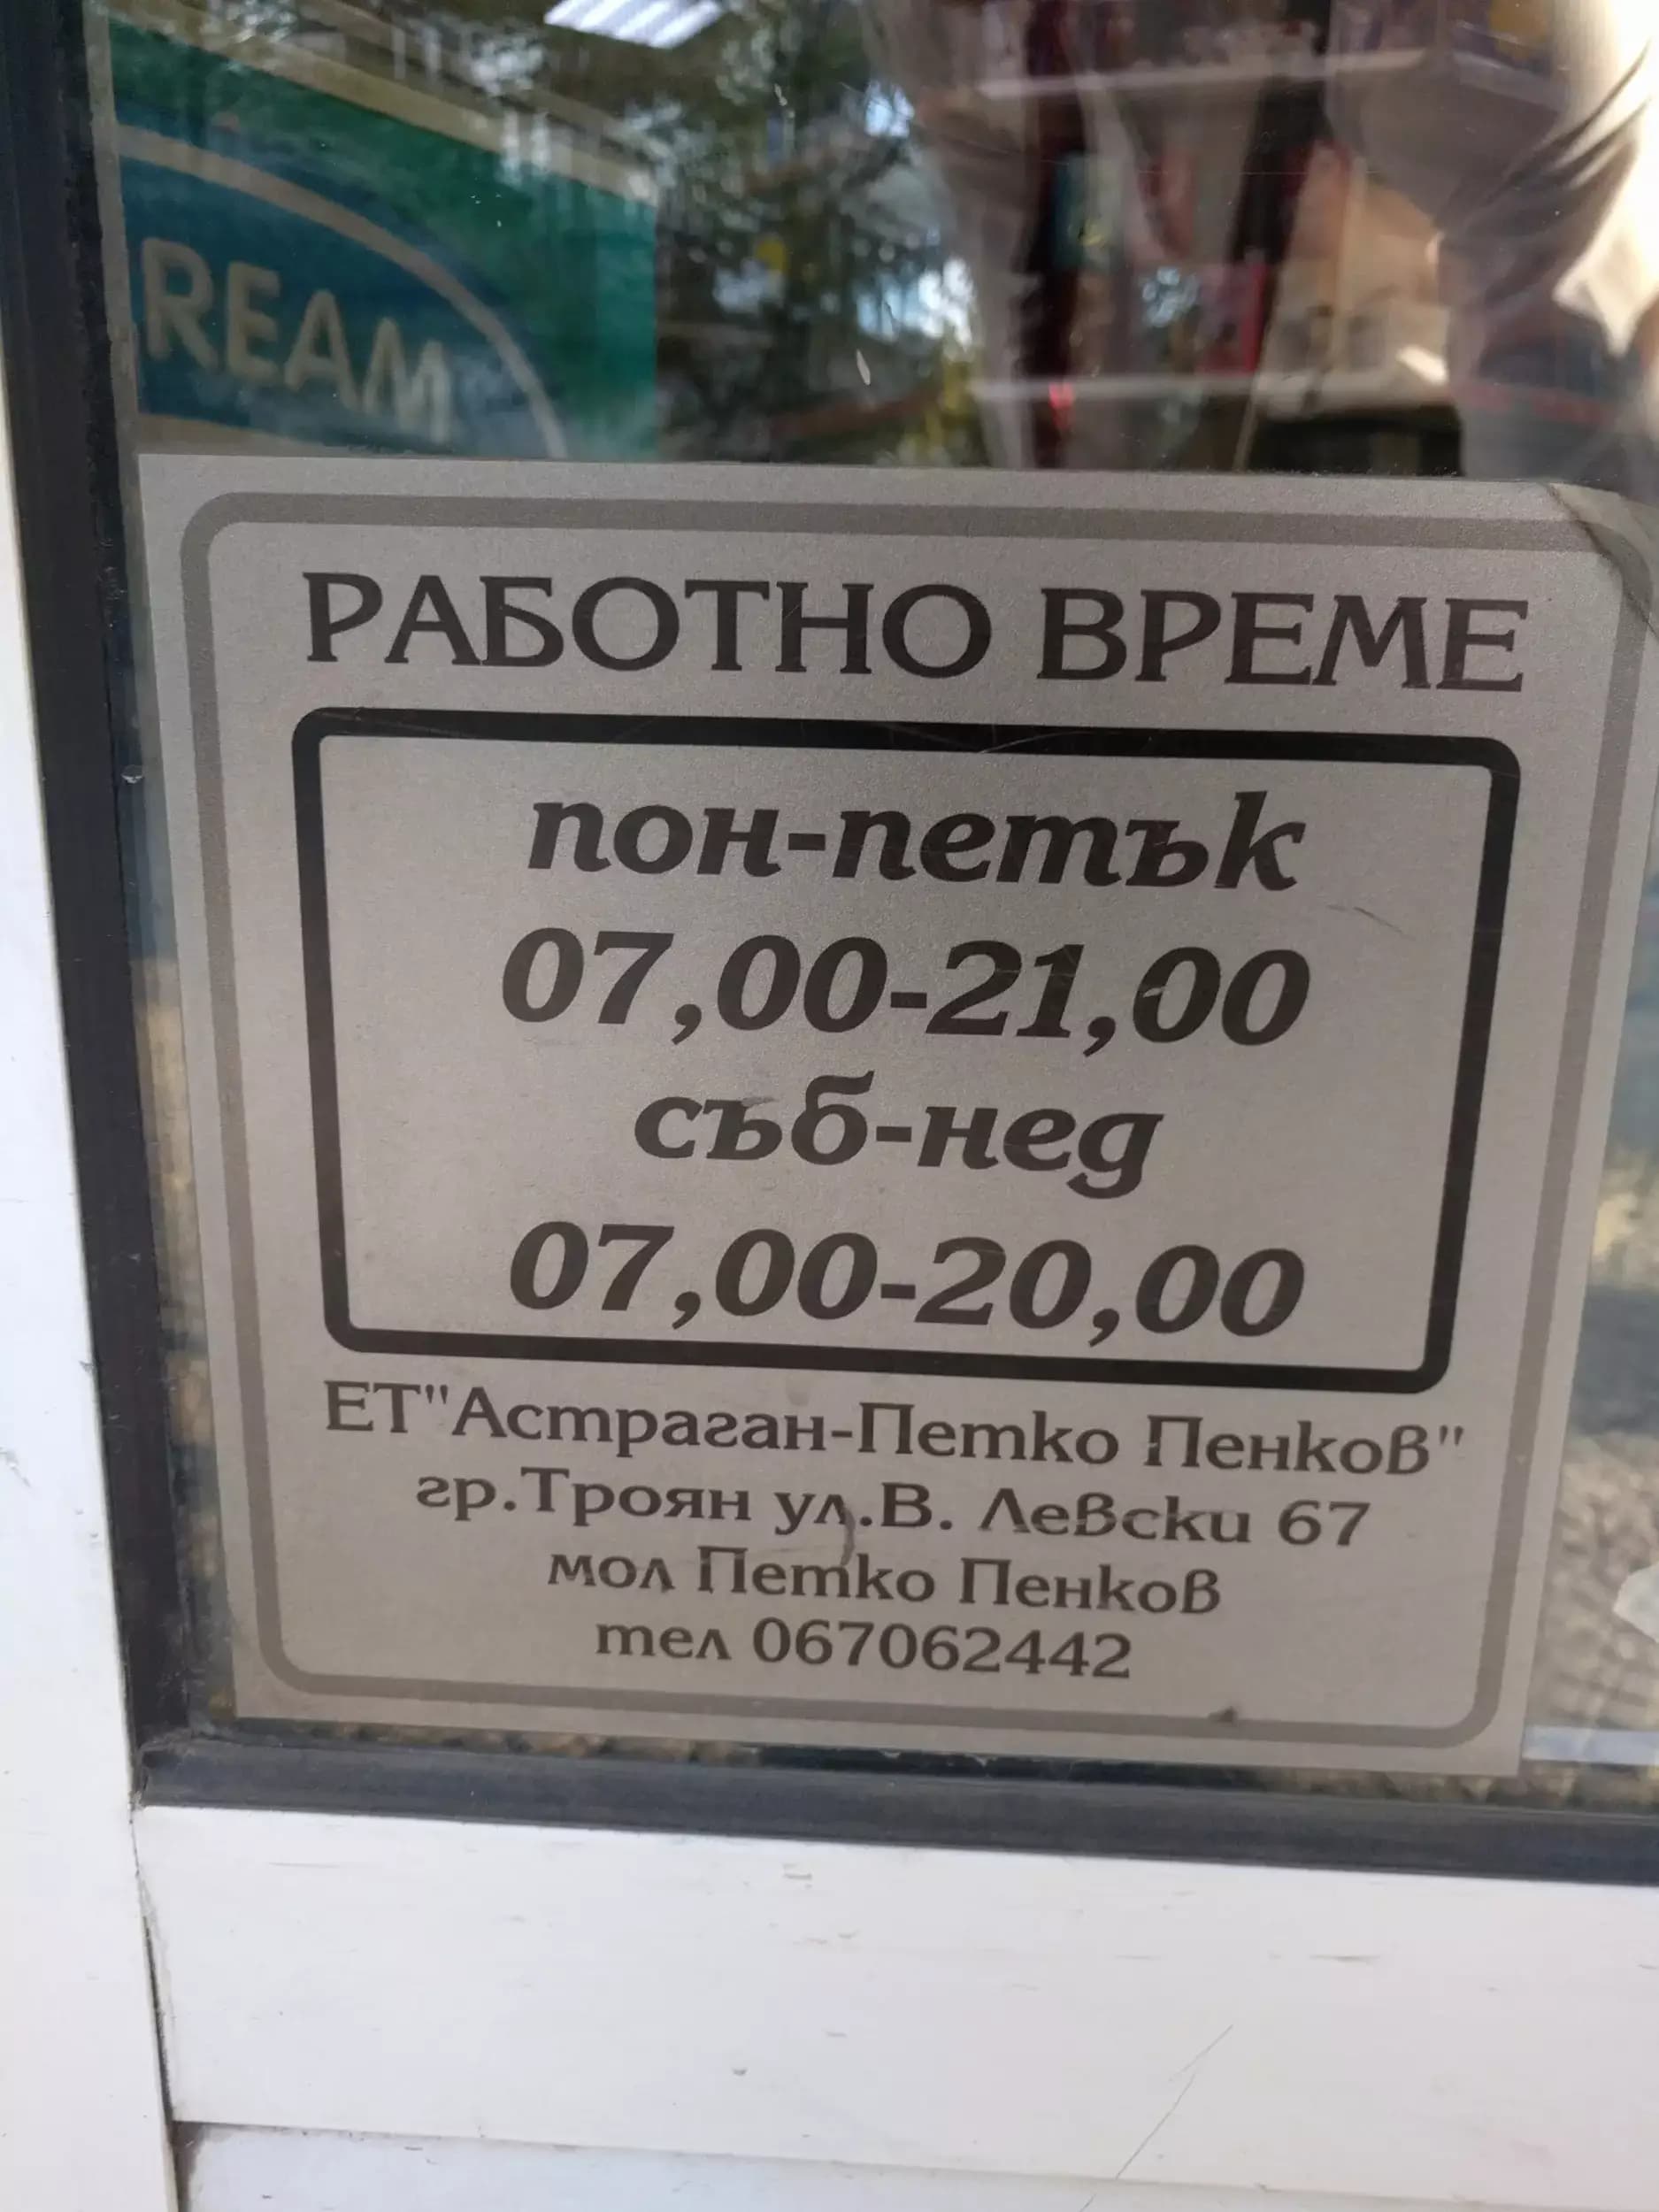 REAM
РАБОТНО ВРЕМЕ
пон-петък
07,00-21,00
съб-нед
07,00-20,00
ЕТ"Астраган-Петко Пенков"
гр.Троян ул.В. Левски 67
мол Петко Пенков
тел 067062442